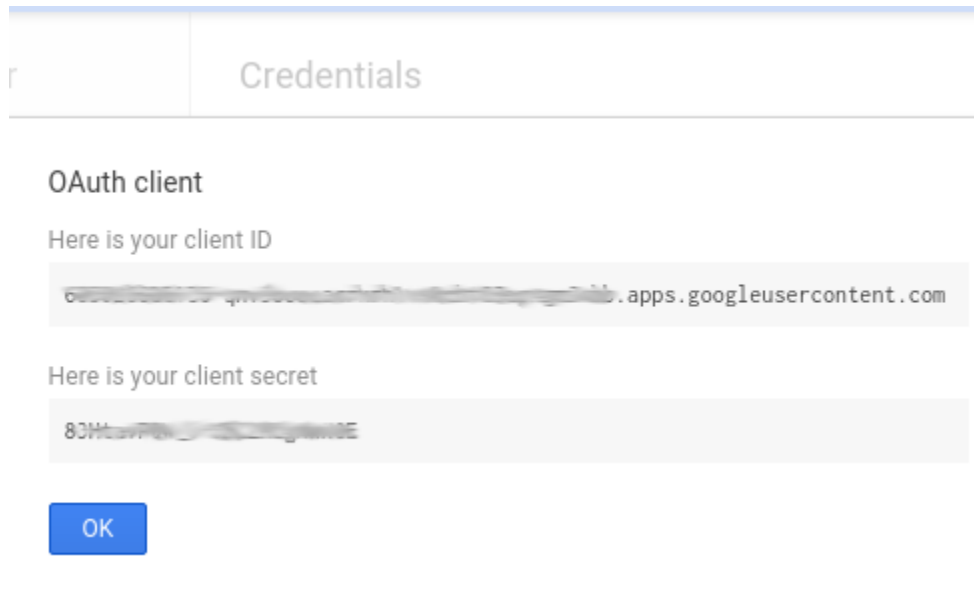 Credentials
OAuth client
Here is your client ID
.apps.googleusercontent.com
Here is your client secret
OK